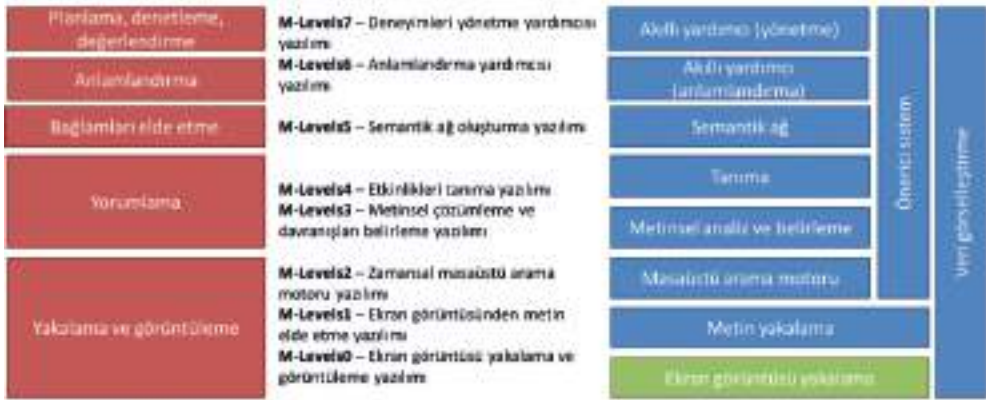 Planlama, denetleme,
değerlendirme
Anlamlandırma
Bağlamları elde etme
Yorumlama
Yakalama ve görüntüleme
M-Levels7 – Deneyimleri yönetme yardımcısı
yazılımı
M-Levels6 – Anlamlandırma yardımcısı
yazılımı
M-Levels5 – Semantik ağ oluşturma yazılımı
M-Levels4 – Etkinlikleri tanıma yazılımı
M-Levels3 – Metinsel çözümleme ve
davranışları belirleme yazılımı
M-Levels2 – Zamansal masaüstü arama
motoru yazılımı
M-Levels1 – Ekran görüntüsünden metin
elde etme yazılımı
M-Levels0 – Ekran görüntüsü yakalama ve
görüntüleme yazılımı
Akıllı yardımcı (yönetme)
Akıllı yardımcı
(anlamlandırma)
Semantik ağ
Tanıma
Metinsel analiz ve belirleme
Masaüstü arama motoru
Metin yakalama
Ekran görüntüsü yakalama
Önerici sistem
Veri görselleştirme